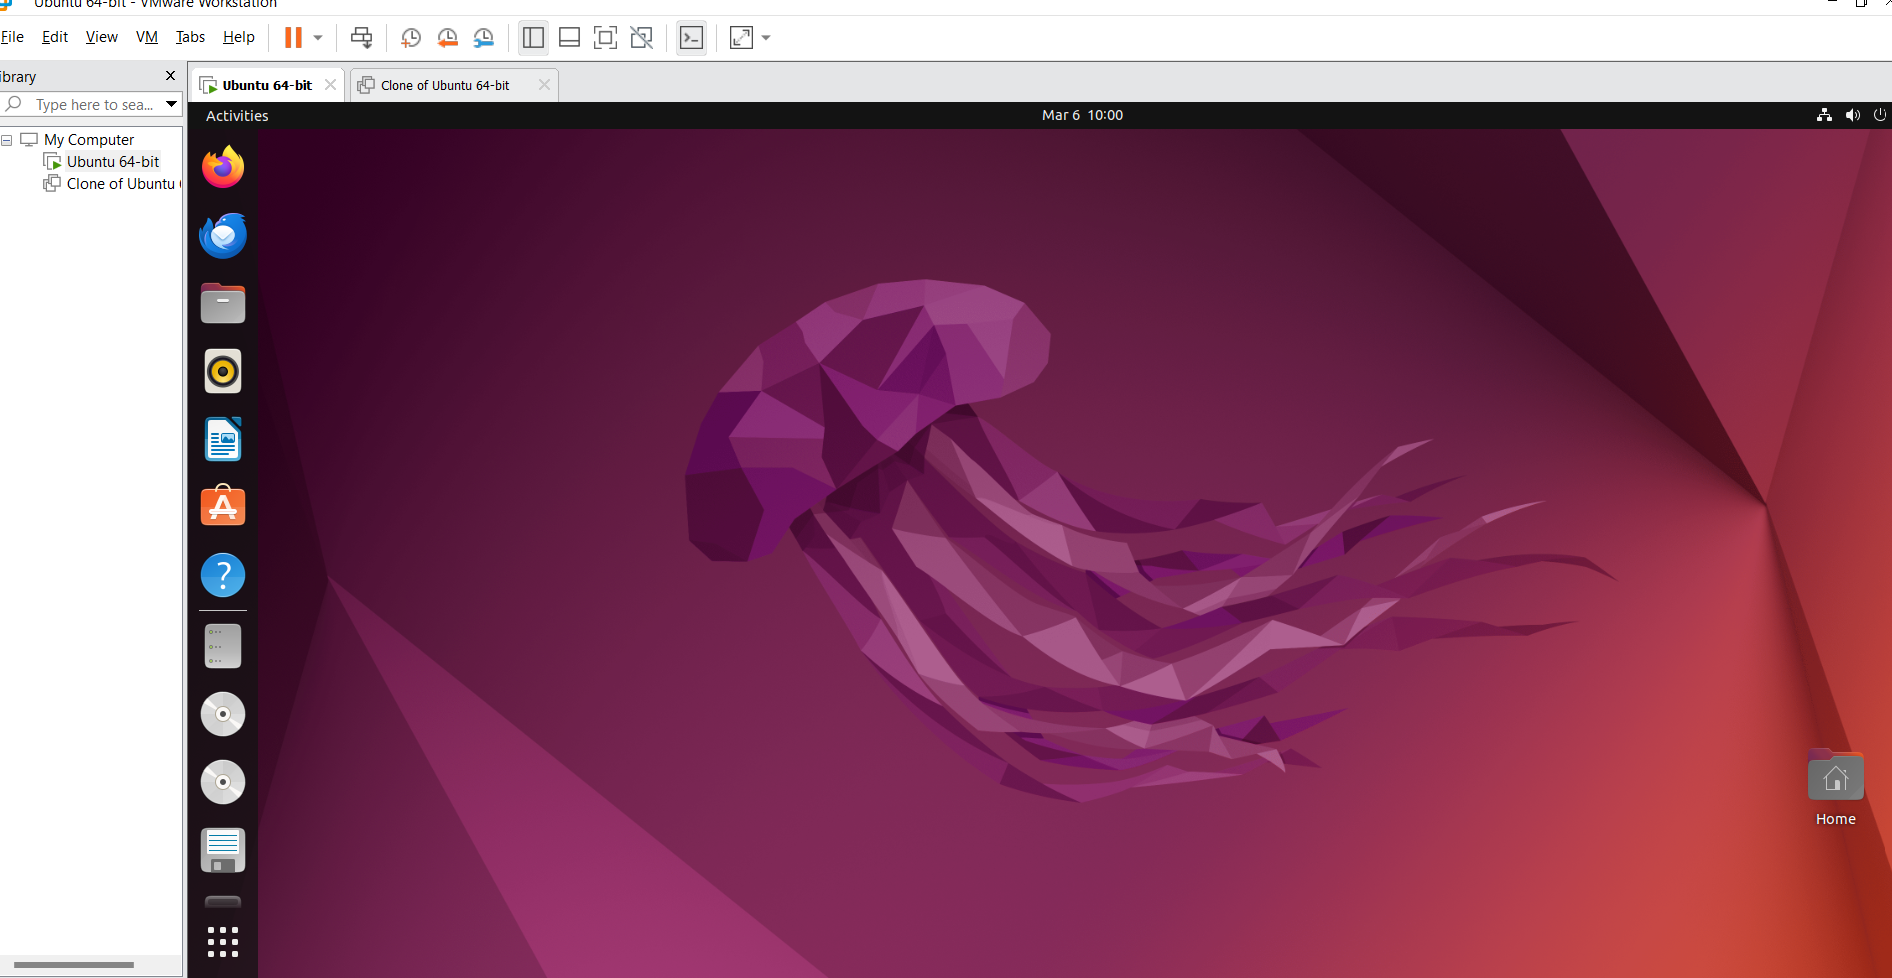 Ubuntu 64-bit - VMware Workstation
File Edit View VM Tabs Help
ibrary
Type here to sea...
My Computer
Ubuntu 64-bit
Clone of Ubuntu
Ubuntu 64-bit
Clone of Ubuntu 64-bit
Activities
Mar 6 10:00
Home